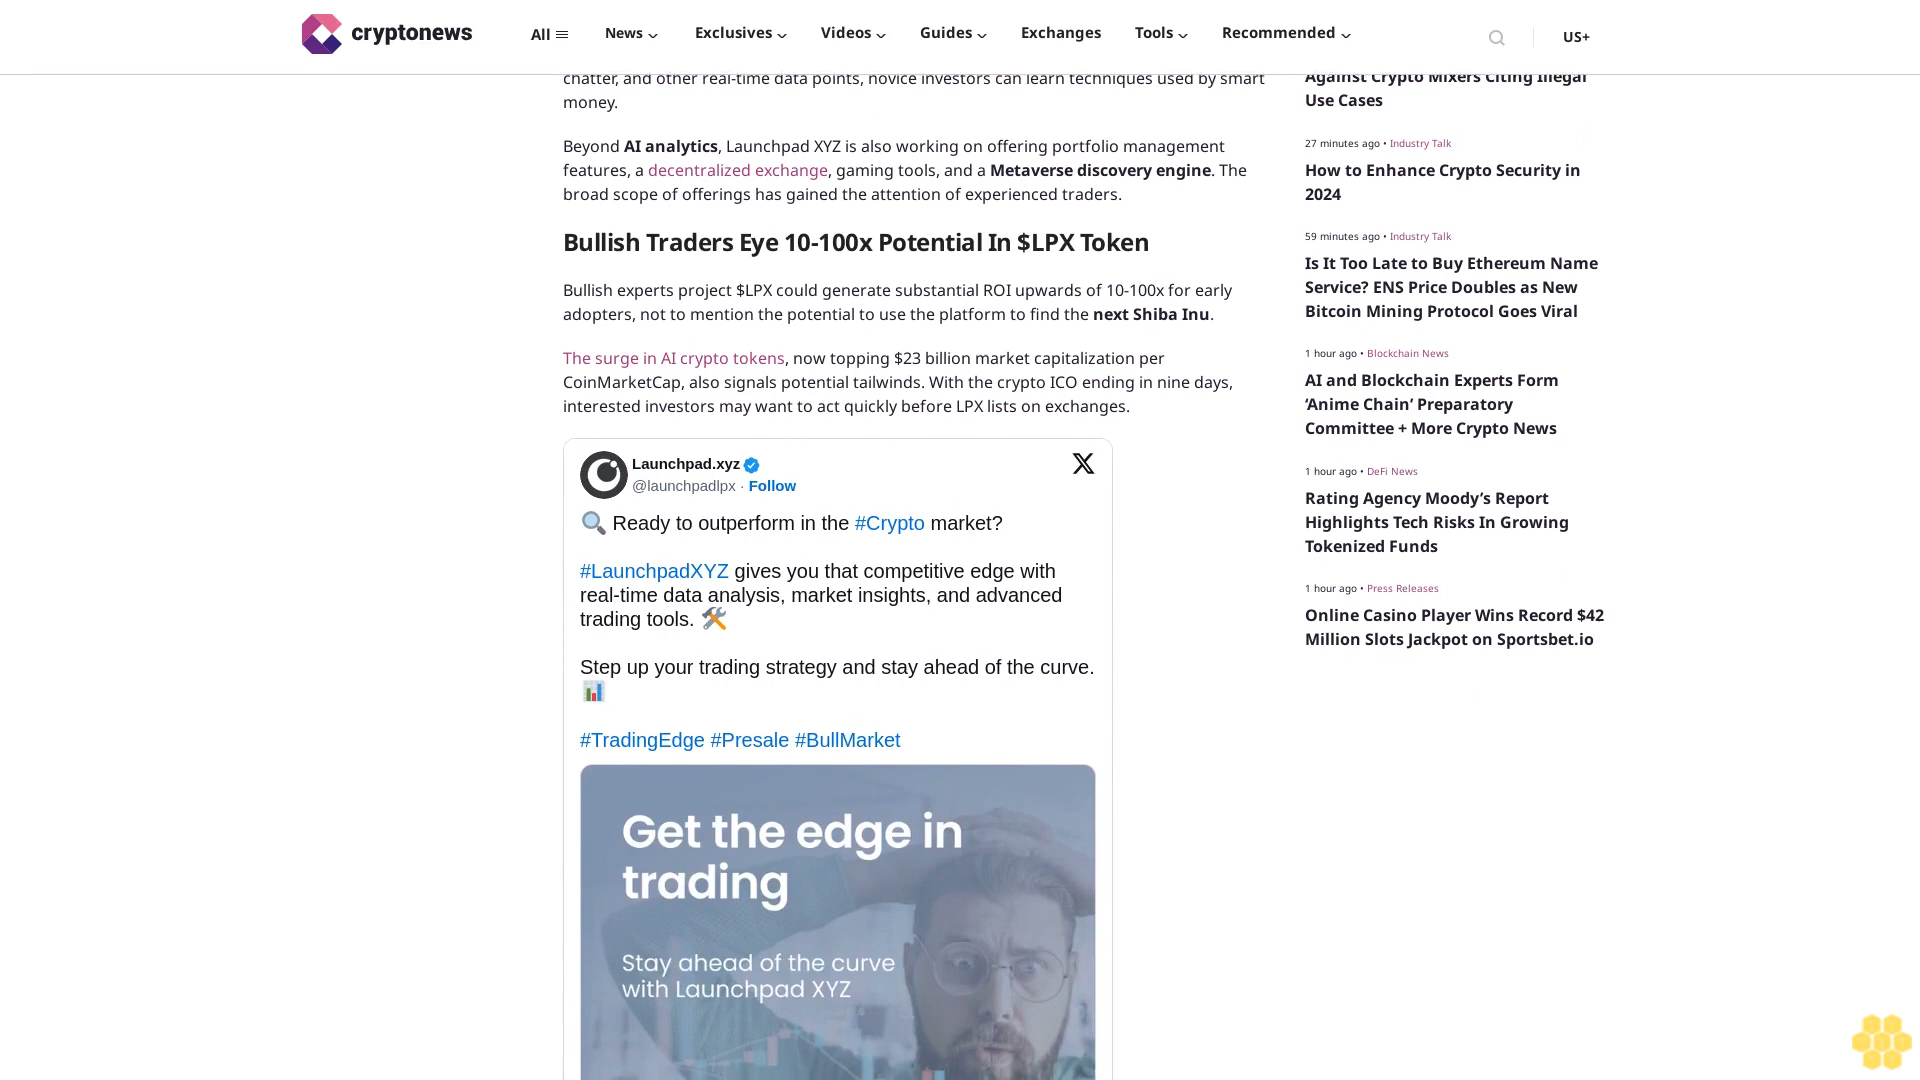 cryptonews
All
News
Exclusives
Videos
Guides
Exchanges
Tools
Recommended
US+
chatter, and other real-time data points, novice investors can learn techniques used by smart
money.
Beyond AI analytics, Launchpad XYZ is also working on offering portfolio management
features, a decentralized exchange, gaming tools, and a Metaverse discovery engine. The
broad scope of offerings has gained the attention of experienced traders.
Bullish Traders Eye 10-100x Potential In $LPX Token
Bullish experts project $LPX could generate substantial ROI upwards of 10-100x for early
adopters, not to mention the potential to use the platform to find the next Shiba Inu.
The surge in AI crypto tokens, now topping $23 billion market capitalization per
CoinMarketCap, also signals potential tailwinds. With the crypto ICO ending in nine days,
interested investors may want to act quickly before LPX lists on exchanges.
Launchpad.xyz
@launchpadlpx · Follow
🔍 Ready to outperform in the #Crypto market?
#LaunchpadXYZ gives you that competitive edge with
real-time data analysis, market insights, and advanced
trading tools. 🛠️
Step up your trading strategy and stay ahead of the curve.
📊
#TradingEdge #Presale #BullMarket
Get the edge in
trading
Stay ahead of the curve
with Launchpad XYZ
Against Crypto Mixers Citing Illegal
Use Cases
27 minutes ago • Industry Talk
How to Enhance Crypto Security in
2024
59 minutes ago • Industry Talk
Is It Too Late to Buy Ethereum Name
Service? ENS Price Doubles as New
Bitcoin Mining Protocol Goes Viral
1 hour ago • Blockchain News
AI and Blockchain Experts Form
‘Anime Chain’ Preparatory
Committee + More Crypto News
1 hour ago • DeFi News
Rating Agency Moody’s Report
Highlights Tech Risks In Growing
Tokenized Funds
1 hour ago • Press Releases
Online Casino Player Wins Record $42
Million Slots Jackpot on Sportsbet.io